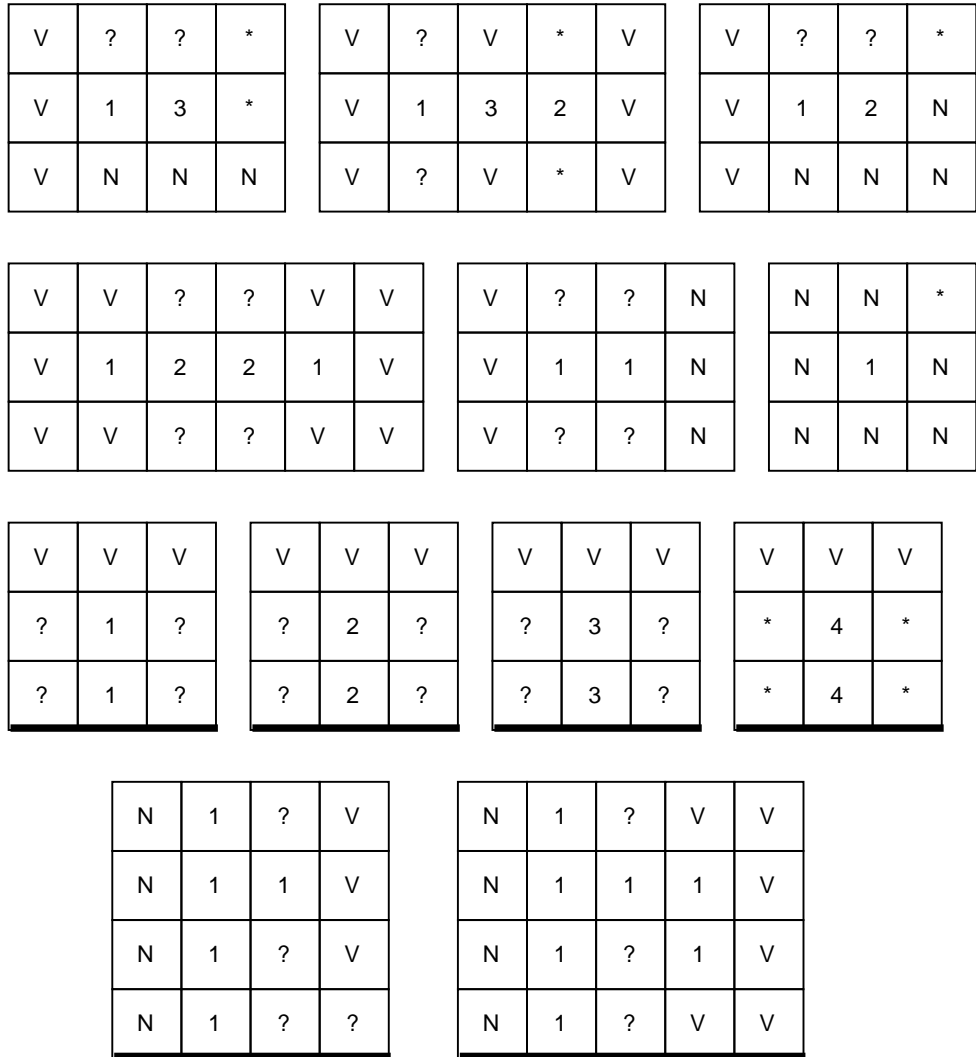 V ? ? * V ? V * V V ? ? *
V 1 3 * V 1 3 2 V V 1 2 N
V N N N V ? V * V V N N N
V V ? ? V V V ? ? N N N *
V 1 2 2 1 V V 1 1 N N 1 N
V V ? ? V V V ? ? N N N N
V V V V V V V V V V V V
? 1 ? ? 2 ? ? 3 ? * 4 *
? 1 ? ? 2 ? ? 3 ? * 4 *
N 1 ? V N 1 ? V V
N 1 1 V N 1 1 1 V
N 1 ? V N 1 ? 1 V
N 1 ? ? N 1 ? V V